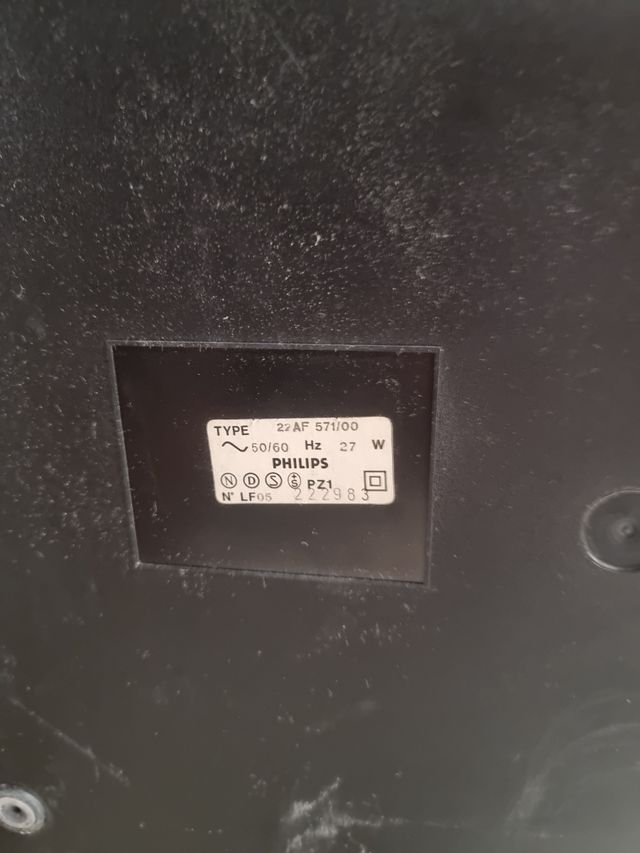 TYPE 22AF 571/00
~ 50/60 Hz 27 W
PHILIPS
N D S S PZ1
N° LF05 222983